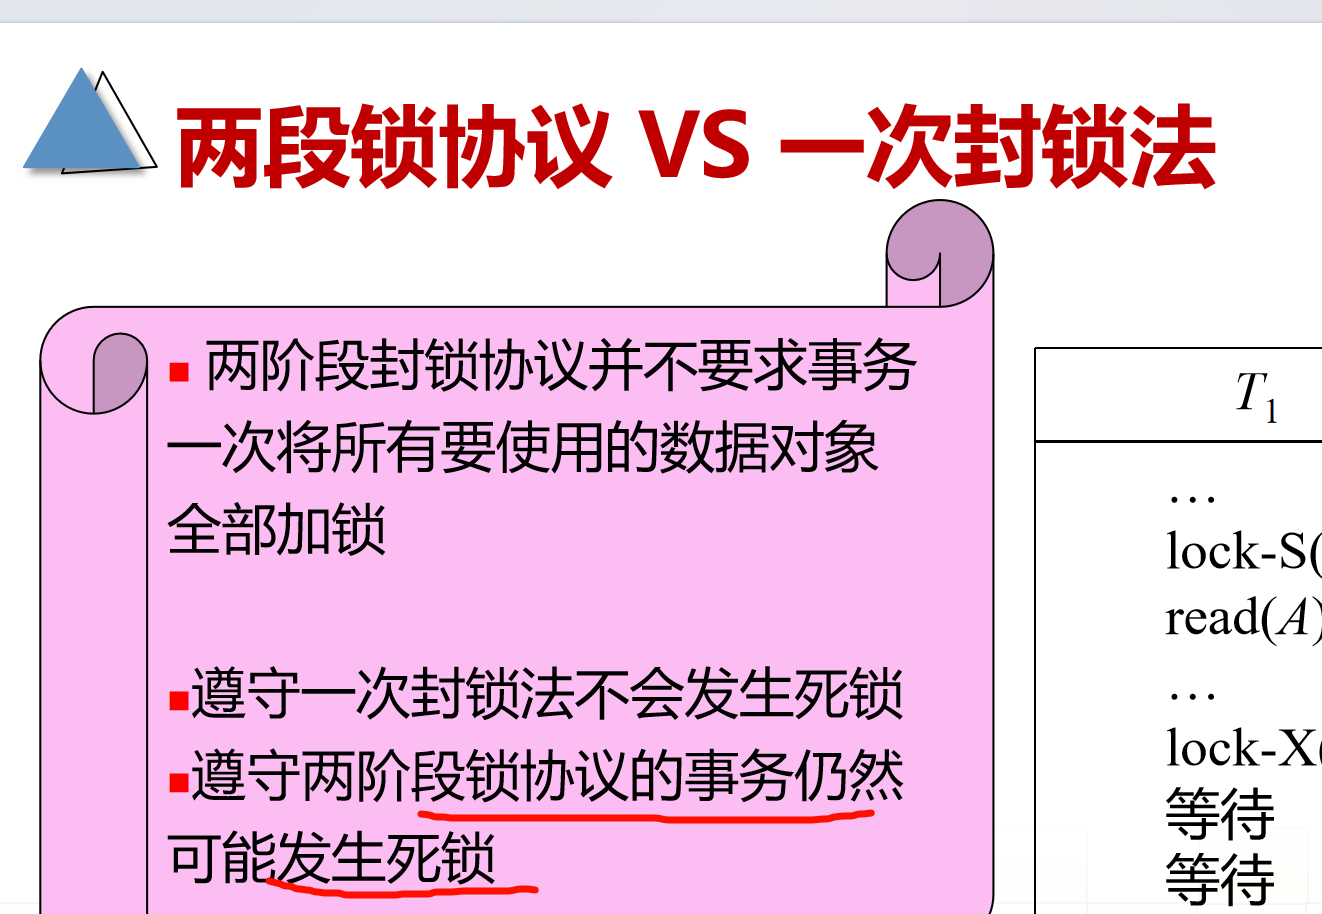 两段锁协议 VS 一次封锁法
■ 两阶段封锁协议并不要求事务
一次将所有要使用的数据对象
全部加锁
■遵守一次封锁法不会发生死锁
■遵守两阶段锁协议的事务仍然
可能发生死锁
T1
…
lock-S(
read(A)
…
lock-X(
等待
等待